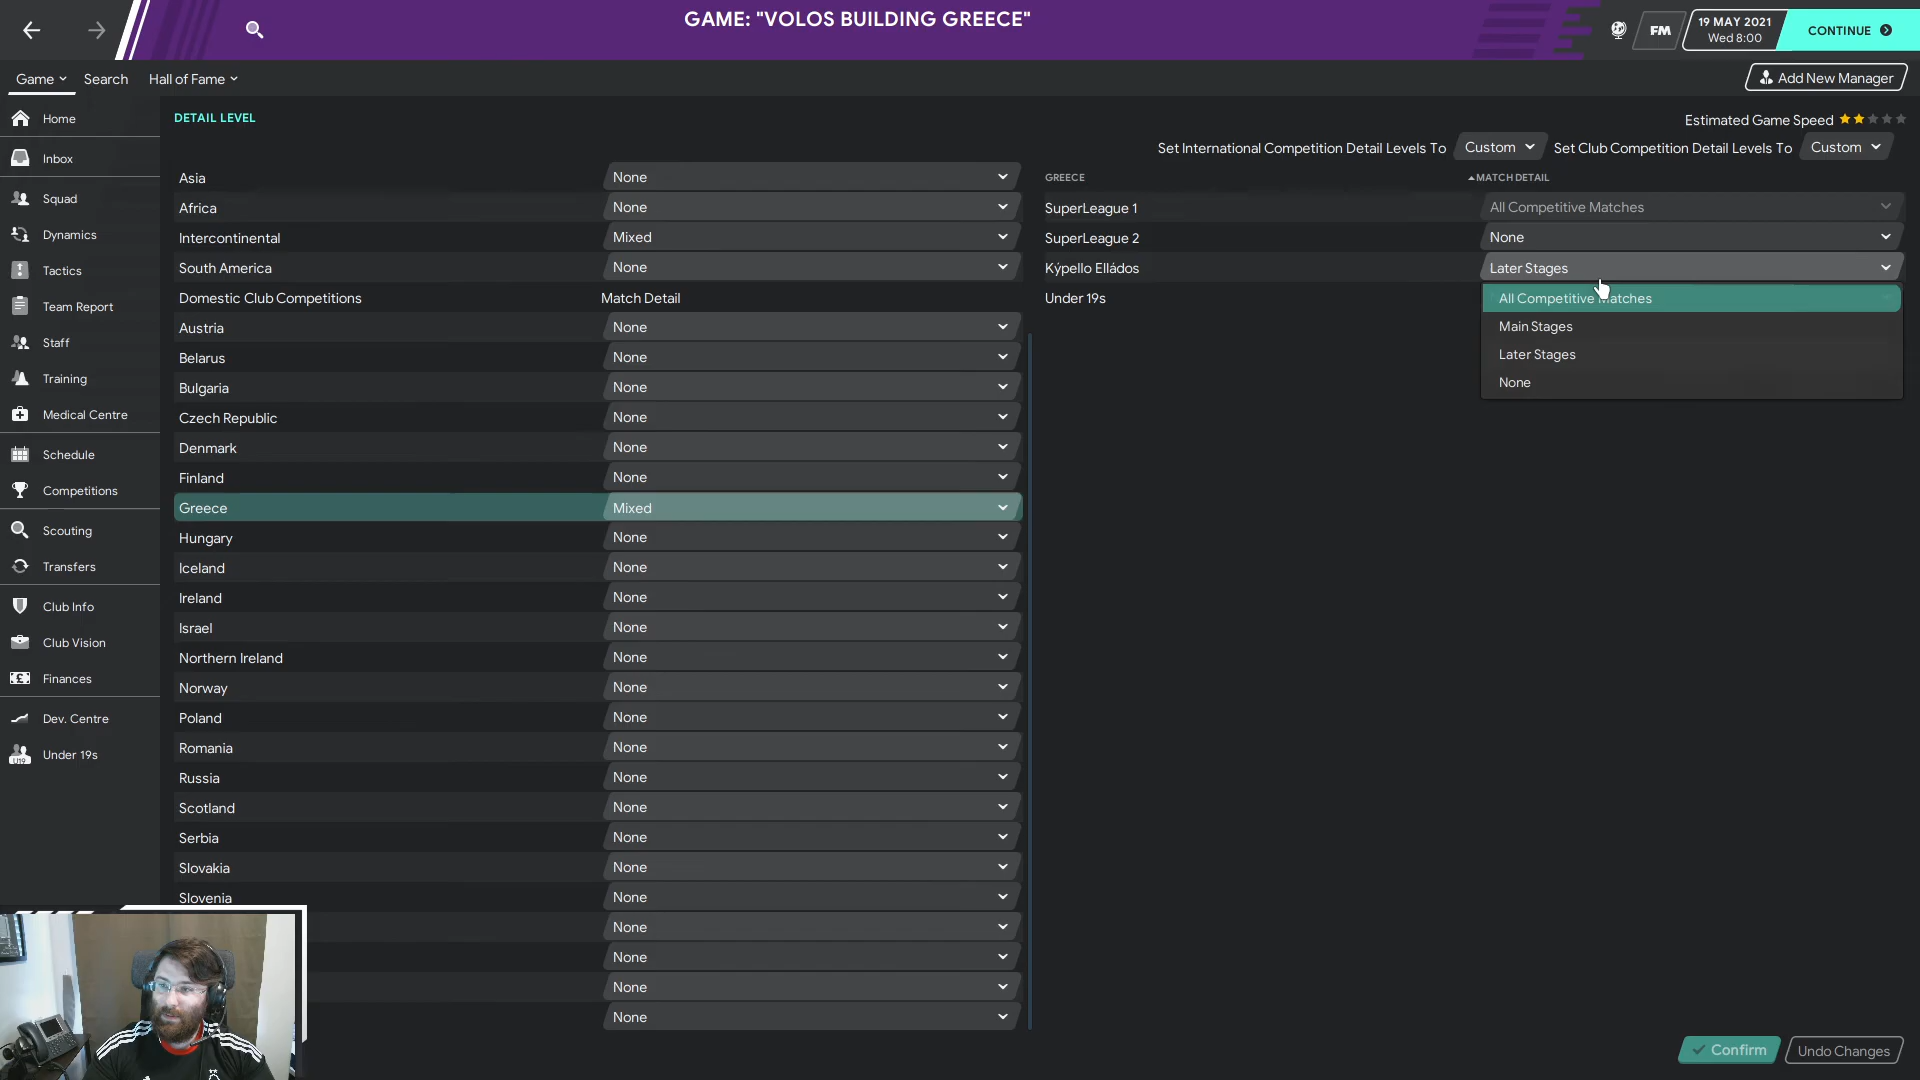 GAME: "VOLOS BUILDING GREECE"
FM
19 MAY 2021
Wed 8:00
CONTINUE
Game
Search
Hall of Fame
Add New Manager
Home
Inbox
Squad
Dynamics
Tactics
Team Report
Staff
Training
Medical Centre
Schedule
Competitions
Scouting
Transfers
Club Info
Club Vision
Finances
Dev. Centre
U19
Under 19s
DETAIL LEVEL
Estimated Game Speed
Set International Competition Detail Levels To Custom
Set Club Competition Detail Levels To Custom
Asia None
Africa None
Intercontinental Mixed
South America None
Domestic Club Competitions Match Detail
Austria None
Belarus None
Bulgaria None
Czech Republic None
Denmark None
Finland None
Greece Mixed
Hungary None
Iceland None
Ireland None
Israel None
Northern Ireland None
Norway None
Poland None
Romania None
Russia None
Scotland None
Serbia None
Slovakia None
Slovenia None
None
None
None
None
GREECE MATCH DETAIL
SuperLeague 1 All Competitive Matches
SuperLeague 2 None
Kýpello Elládos Later Stages
Under 19s
All Competitive Matches
Main Stages
Later Stages
None
Confirm
Undo Changes